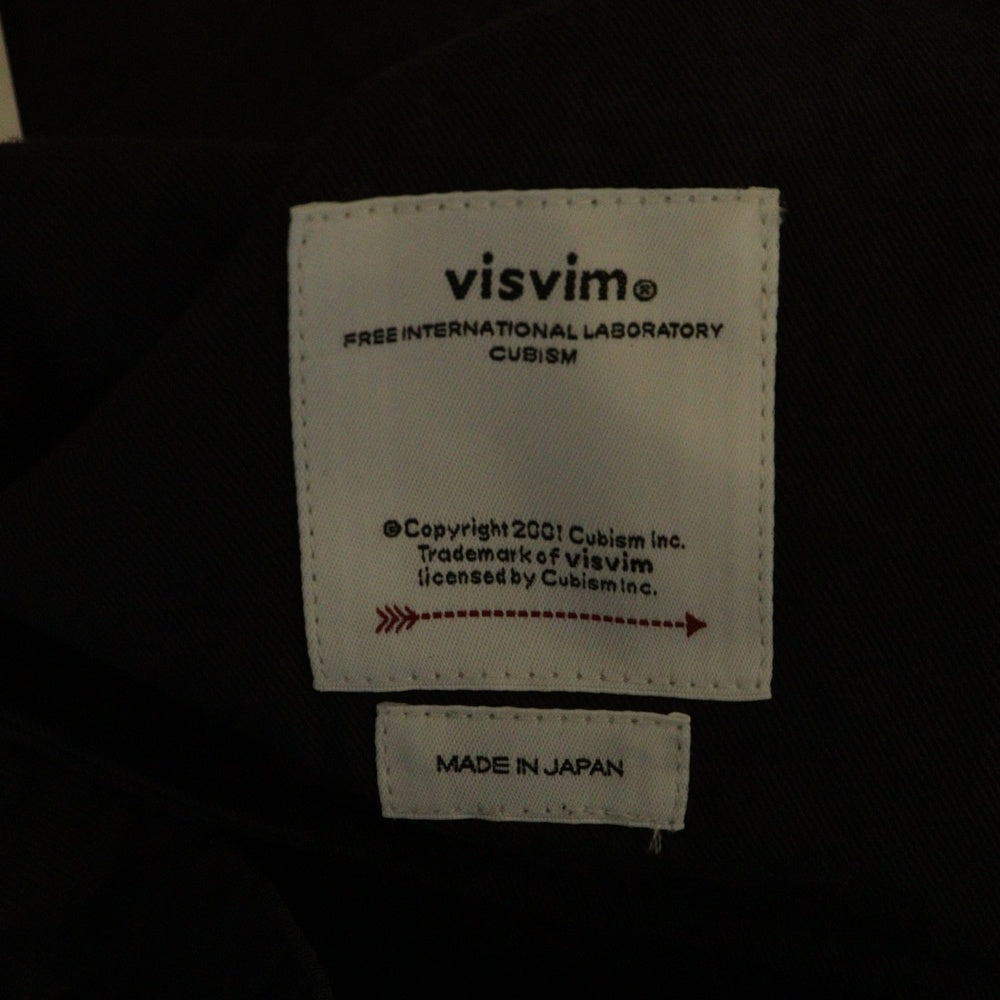 visvim®
FREE INTERNATIONAL LABORATORY
CUBISM
©Copyright 2001 Cubism Inc.
Trademark of visvim
licensed by Cubism Inc.
MADE IN JAPAN